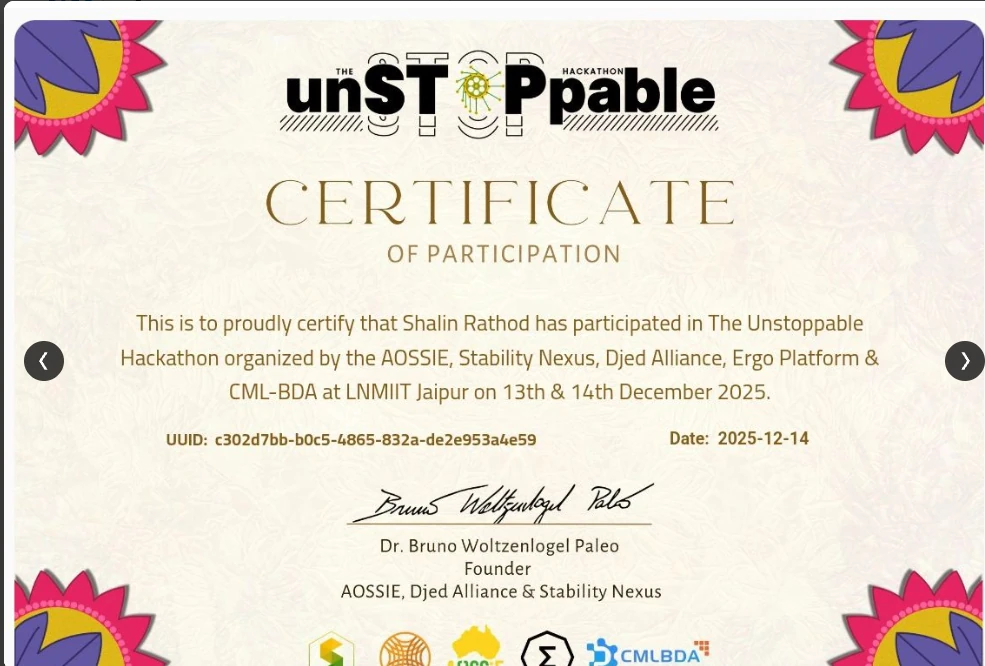 THE HACKATHON
unSTOPpable
CERTIFICATE
OF PARTICIPATION
This is to proudly certify that Shalin Rathod has participated in The Unstoppable
Hackathon organized by the AOSSIE, Stability Nexus, Djed Alliance, Ergo Platform &
CML-BDA at LNMIIT Jaipur on 13th & 14th December 2025.
UUID: c302d7bb-b0c5-4865-832a-de2e953a4e59 Date: 2025-12-14
Bruno Woltzenlogel Paleo
Dr. Bruno Woltzenlogel Paleo
Founder
AOSSIE, Djed Alliance & Stability Nexus
Σ CMLBDA